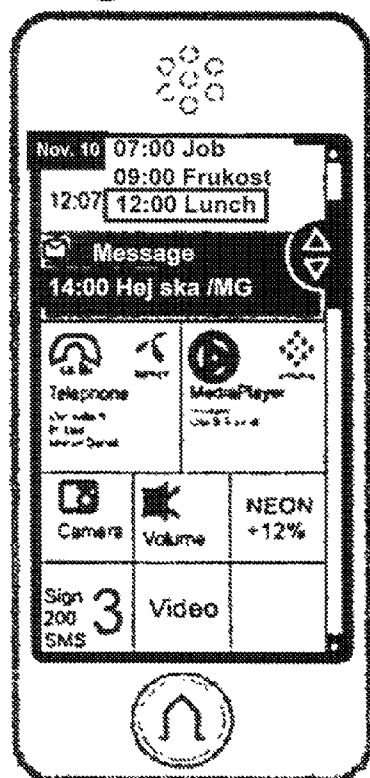 Nov. 10
07:00 Job
09:00 Frukost
12:07
12:00 Lunch
Message
14:00 Hej ska /MG
Telephone
MediaPlayer
Camera
Volume
NEON
+12%
Sign
200
SMS
3
Video